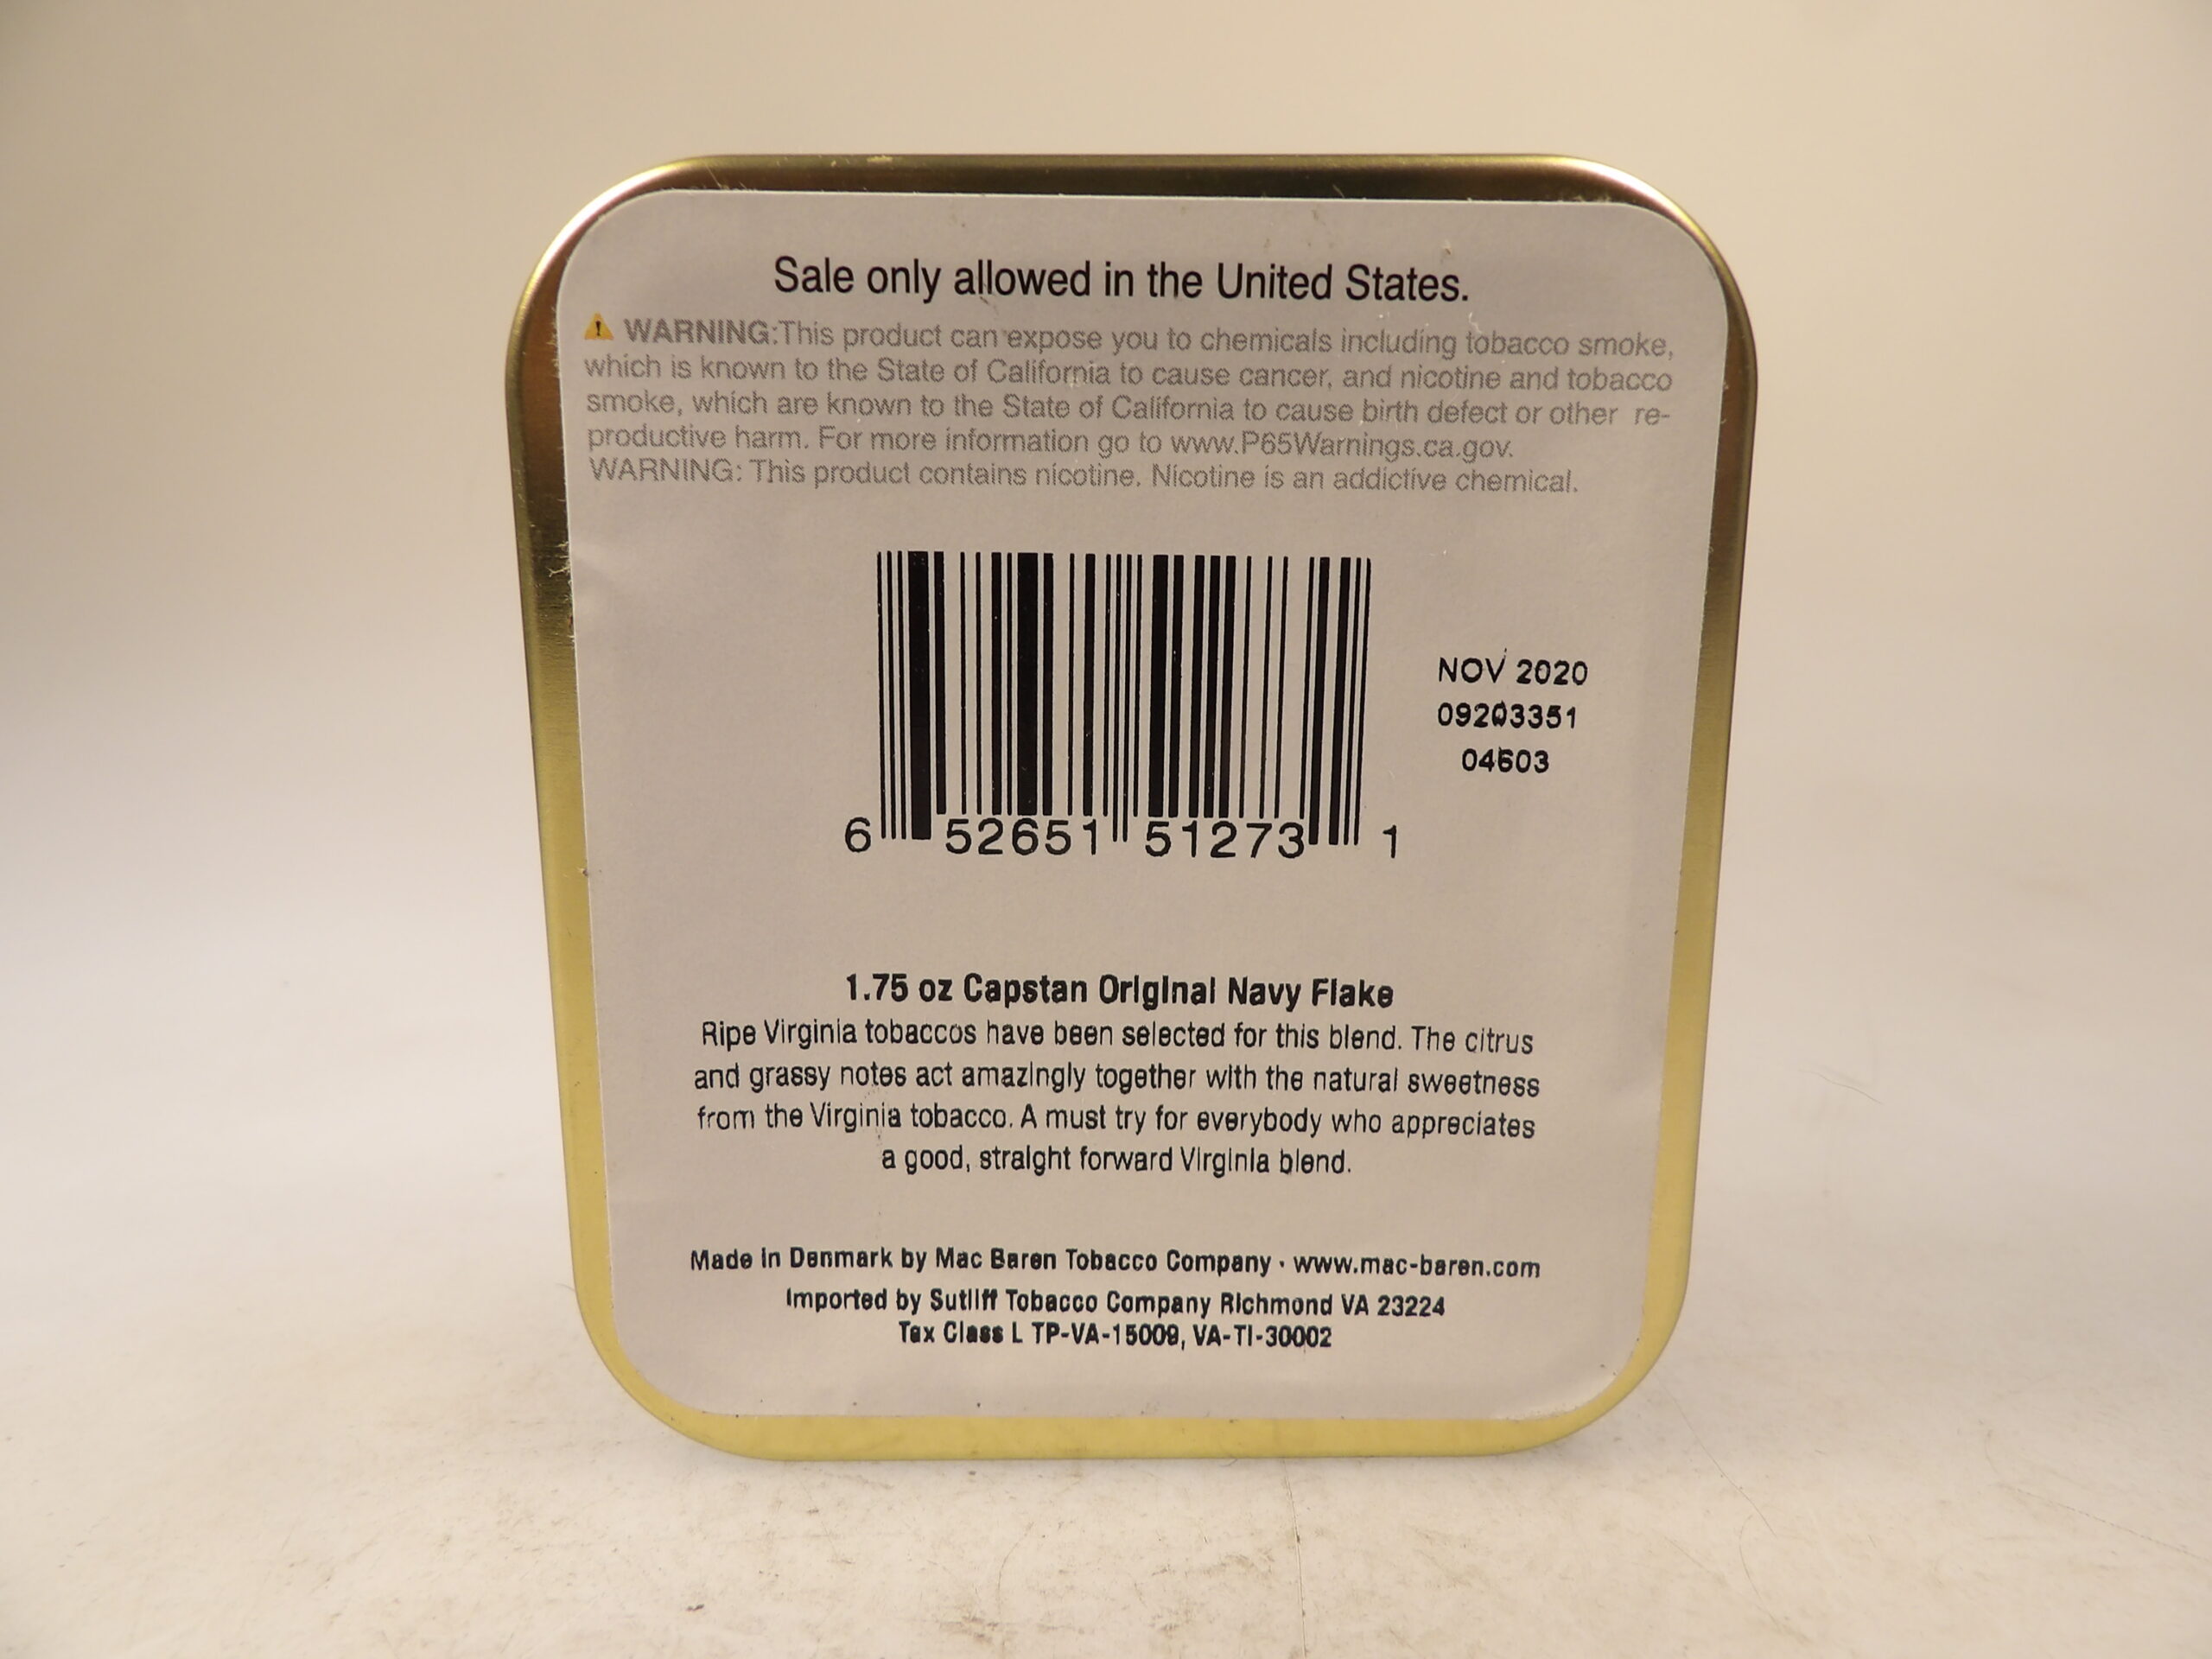 Sale only allowed in the United States.
⚠ WARNING:This product can expose you to chemicals including tobacco smoke,
which is known to the State of California to cause cancer, and nicotine and tobacco
smoke, which are known to the State of California to cause birth defect or other re-
productive harm. For more information go to www.P65Warnings.ca.gov.
WARNING: This product contains nicotine. Nicotine is an addictive chemical.
NOV 2020
09203351
04603
6 52651 51273 1
1.75 oz Capstan Original Navy Flake
Ripe Virginia tobaccos have been selected for this blend. The citrus
and grassy notes act amazingly together with the natural sweetness
from the Virginia tobacco. A must try for everybody who appreciates
a good, straight forward Virginia blend.
Made in Denmark by Mac Baren Tobacco Company · www.mac-baren.com
Imported by Sutliff Tobacco Company Richmond VA 23224
Tax Class L TP-VA-15009, VA-TI-30002